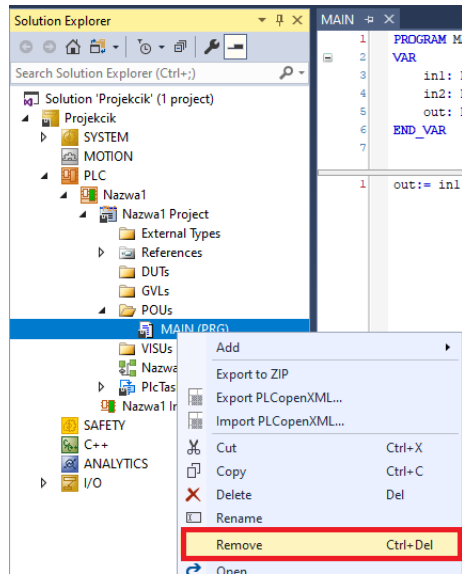 Solution Explorer
Search Solution Explorer (Ctrl+;)
Solution 'Projekcik' (1 project)
Projekcik
SYSTEM
MOTION
PLC
Nazwa1
Nazwa1 Project
External Types
References
DUTs
GVLs
POUs
MAIN (PRG)
VISUs
Nazwa
PlcTas
Nazwa1 Ir
SAFETY
C++
ANALYTICS
I/O
MAIN
1 PROGRAM M
2 VAR
3 in1:
4 in2:
5 out:
6 END_VAR
7
1 out:= in1
Add
Export to ZIP
Export PLCopenXML...
Import PLCopenXML...
Cut Ctrl+X
Copy Ctrl+C
Delete Del
Rename
Remove Ctrl+Del
Open